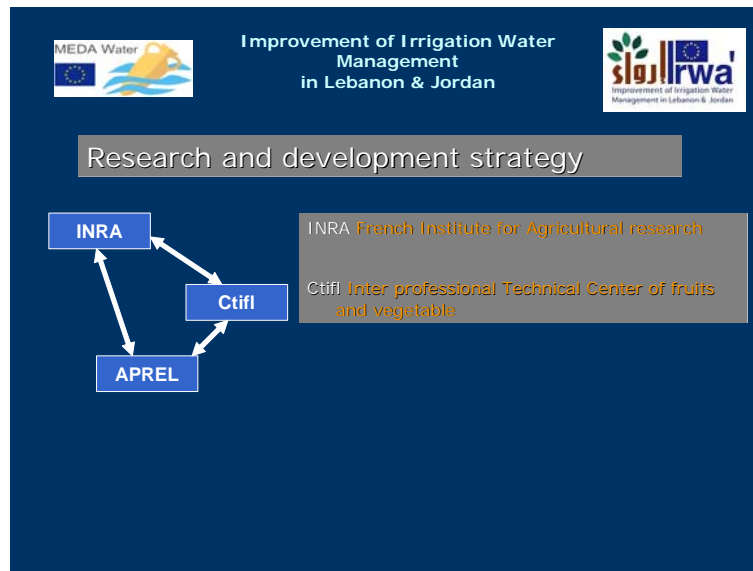 MEDA Water
Improvement of Irrigation Water
Management
in Lebanon & Jordan
الرواء Irwa'
Improvement of Irrigation Water
Management in Lebanon & Jordan
Research and development strategy
INRA
INRA French Institute for Agricultural research
Ctifl
Ctifl Inter professional Technical Center of fruits
and vegetable
APREL